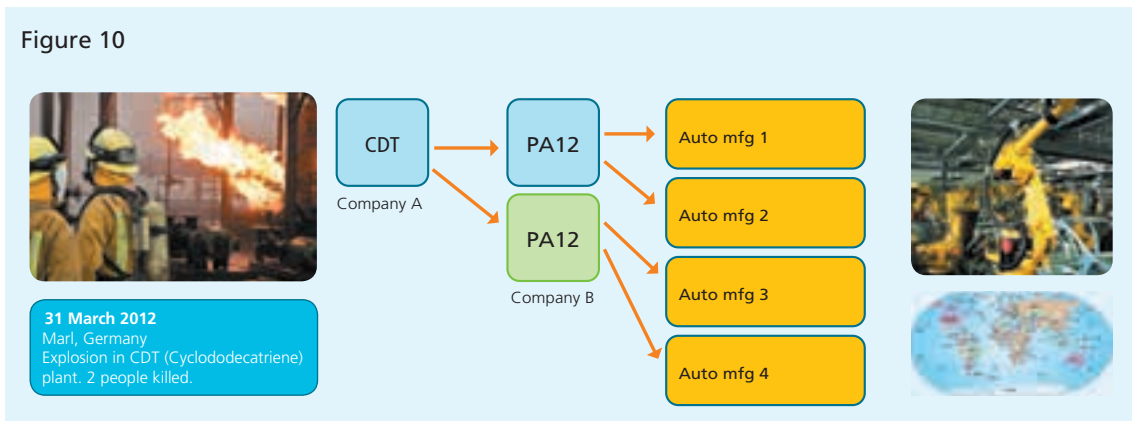 Figure 10
CDT
Company A
PA12
PA12
Company B
Auto mfg 1
Auto mfg 2
Auto mfg 3
Auto mfg 4
31 March 2012
Marl, Germany
Explosion in CDT (Cyclododecatriene)
plant. 2 people killed.